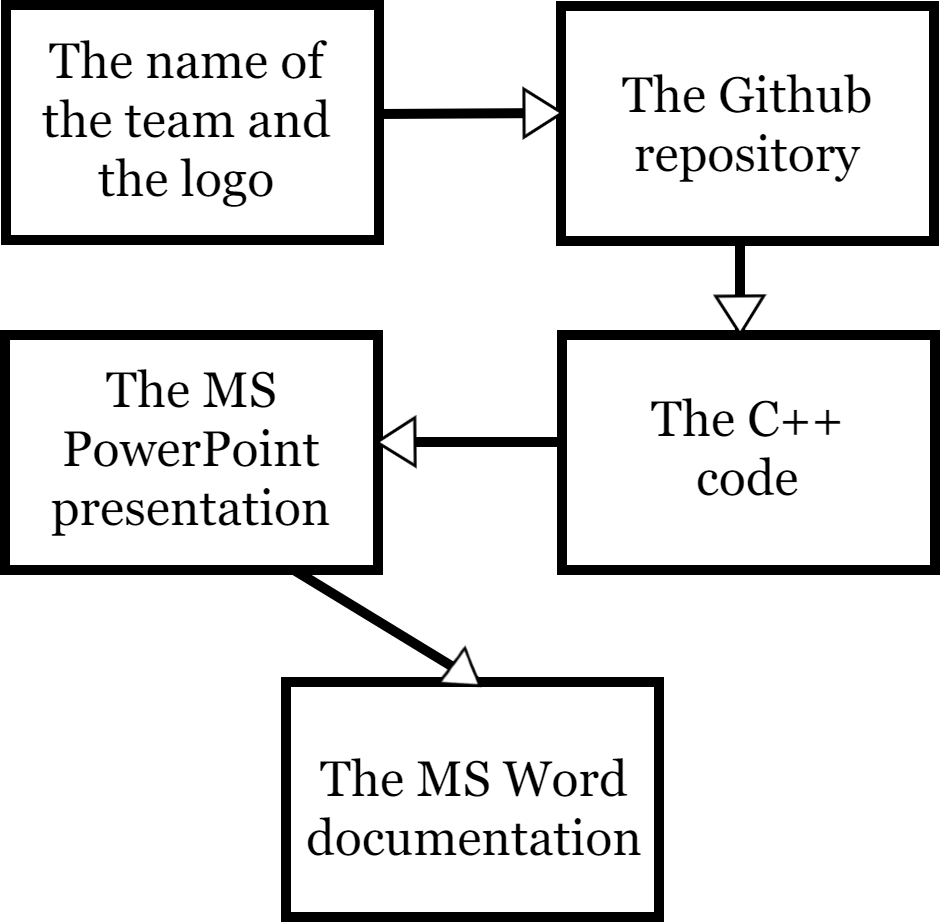 The name of
the team and
the logo
The Github
repository
The C++
code
The MS
PowerPoint
presentation
The MS Word
documentation